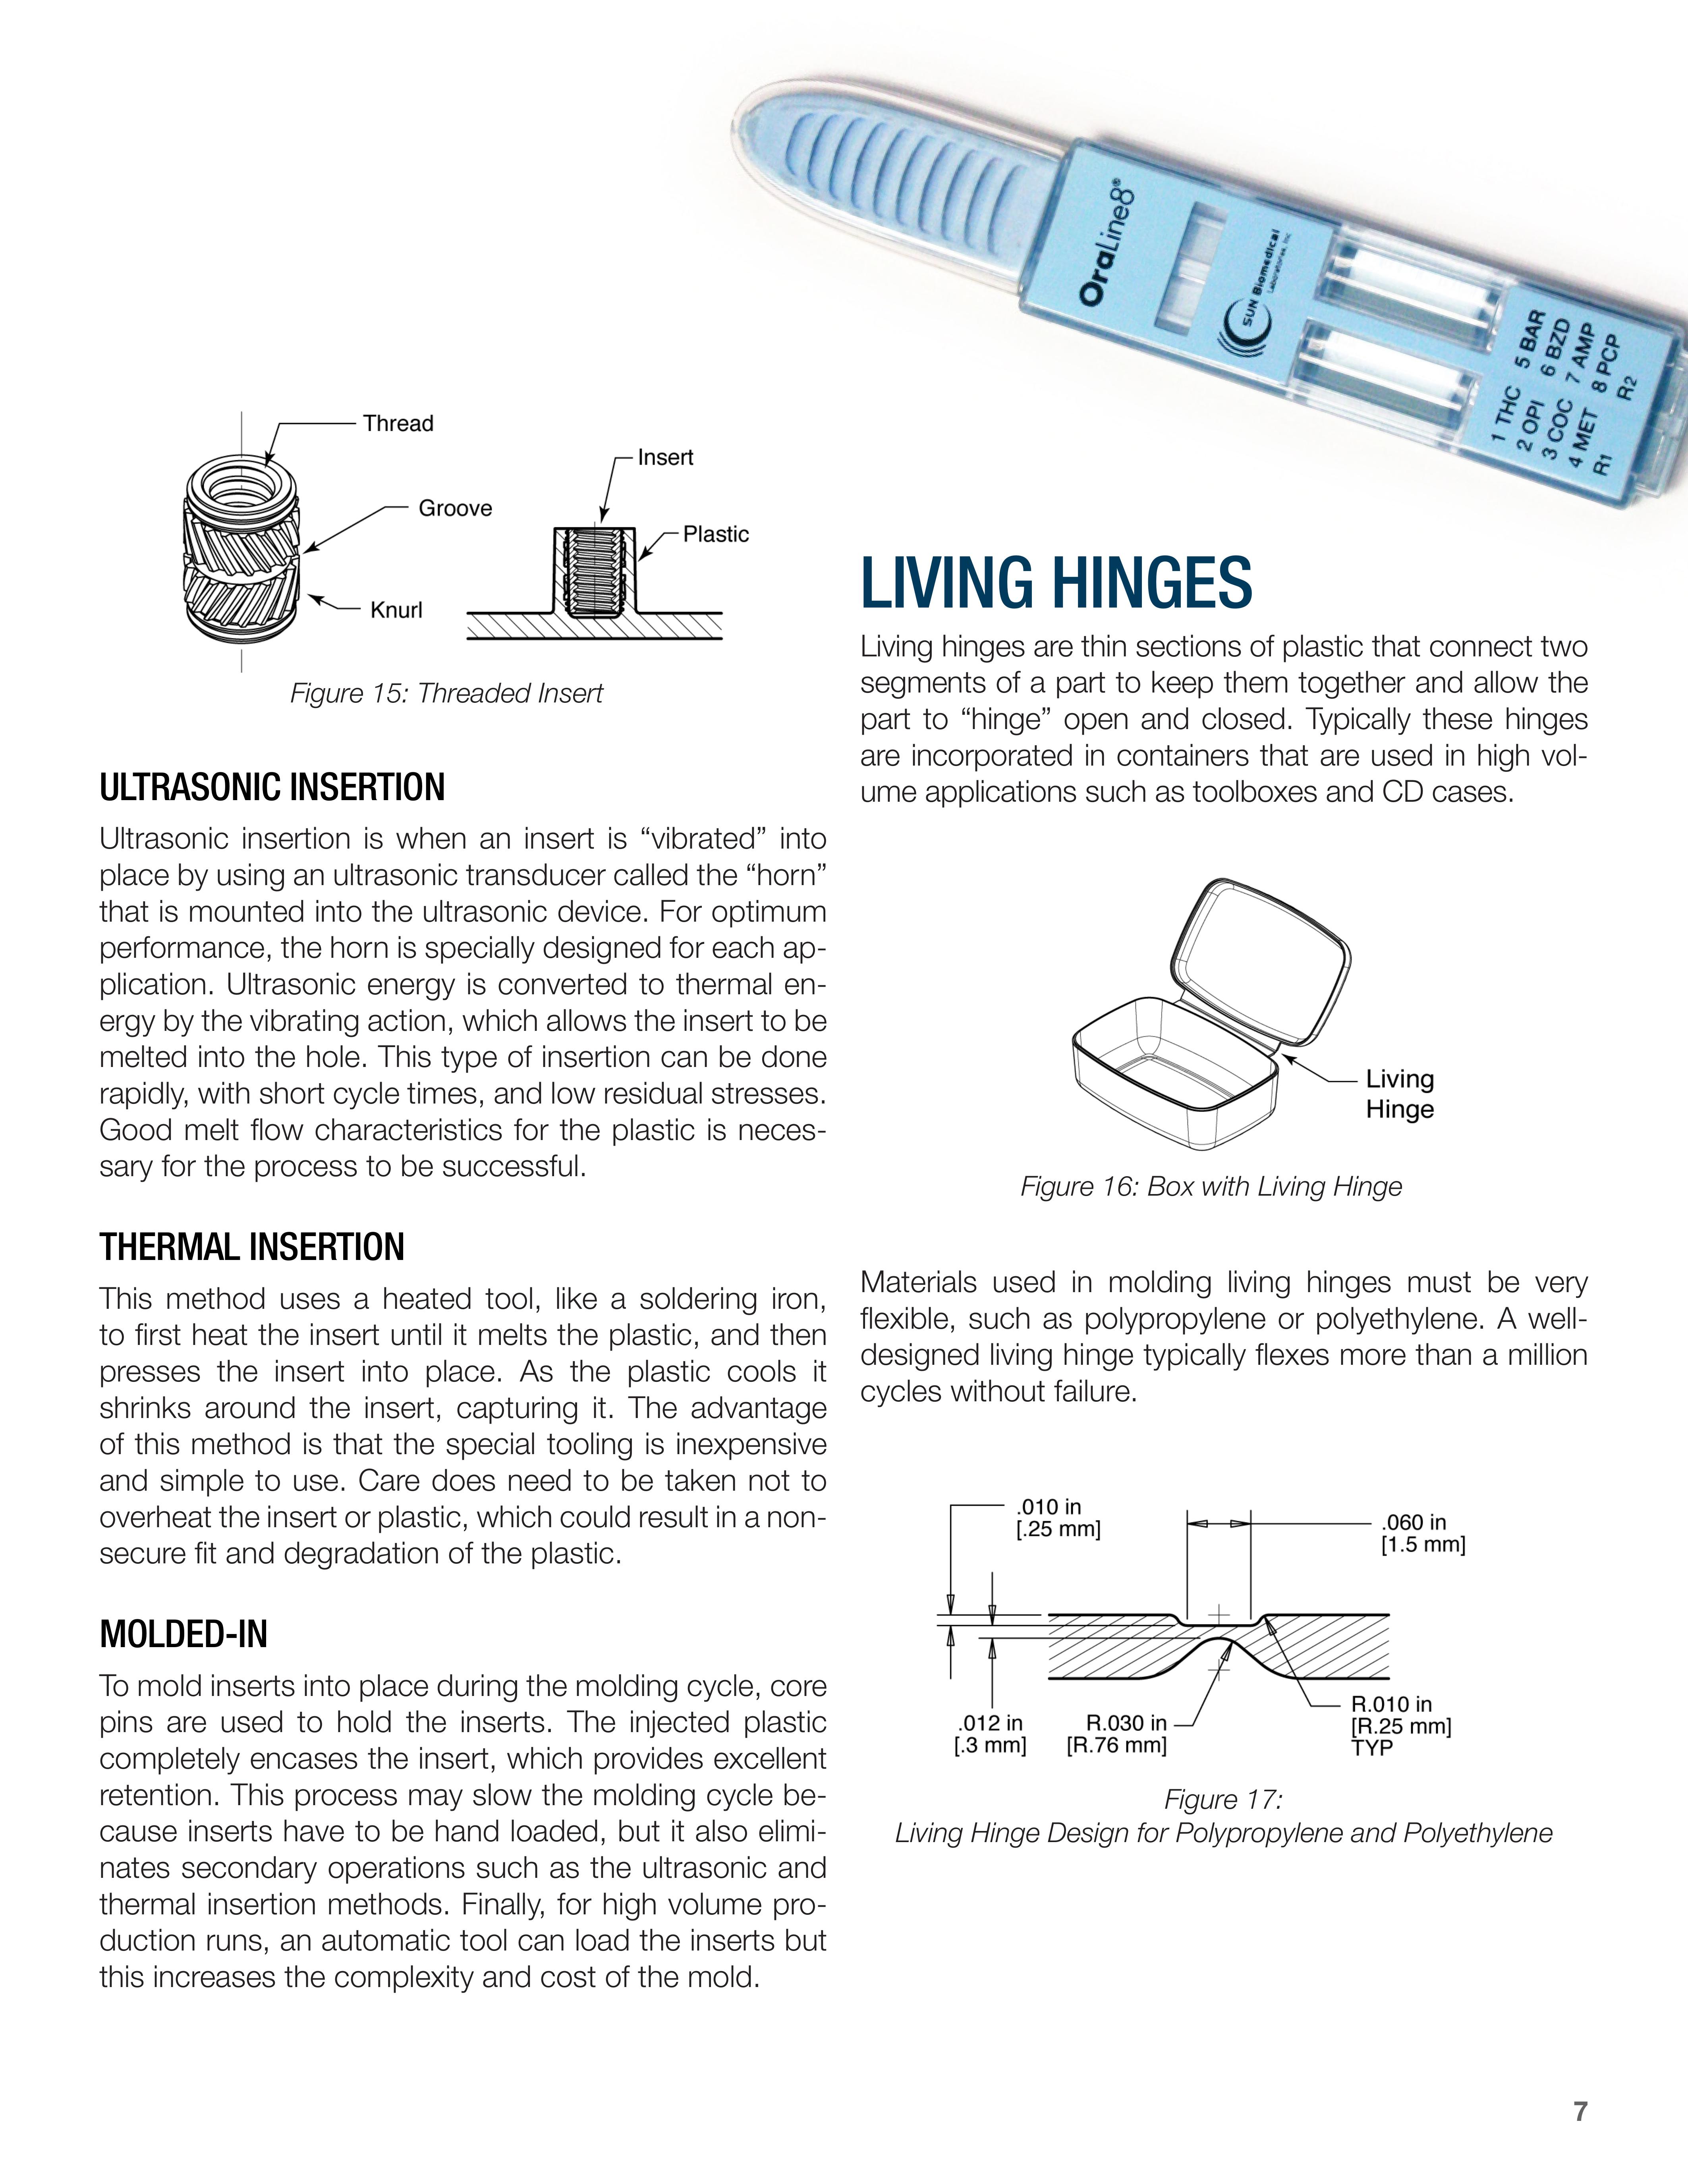 OraLine8®
SUN Biomedical
Laboratories, Inc.
1 THC 5 BAR
2 OPI 6 BZD
3 COC 7 AMP
4 MET 8 PCP
R1 R2
Thread
Groove
Knurl
Insert
Plastic
Figure 15: Threaded Insert
ULTRASONIC INSERTION
Ultrasonic insertion is when an insert is “vibrated” into
place by using an ultrasonic transducer called the “horn”
that is mounted into the ultrasonic device. For optimum
performance, the horn is specially designed for each ap-
plication. Ultrasonic energy is converted to thermal en-
ergy by the vibrating action, which allows the insert to be
melted into the hole. This type of insertion can be done
rapidly, with short cycle times, and low residual stresses.
Good melt flow characteristics for the plastic is neces-
sary for the process to be successful.
THERMAL INSERTION
This method uses a heated tool, like a soldering iron,
to first heat the insert until it melts the plastic, and then
presses the insert into place. As the plastic cools it
shrinks around the insert, capturing it. The advantage
of this method is that the special tooling is inexpensive
and simple to use. Care does need to be taken not to
overheat the insert or plastic, which could result in a non-
secure fit and degradation of the plastic.
MOLDED-IN
To mold inserts into place during the molding cycle, core
pins are used to hold the inserts. The injected plastic
completely encases the insert, which provides excellent
retention. This process may slow the molding cycle be-
cause inserts have to be hand loaded, but it also elimi-
nates secondary operations such as the ultrasonic and
thermal insertion methods. Finally, for high volume pro-
duction runs, an automatic tool can load the inserts but
this increases the complexity and cost of the mold.
LIVING HINGES
Living hinges are thin sections of plastic that connect two
segments of a part to keep them together and allow the
part to “hinge” open and closed. Typically these hinges
are incorporated in containers that are used in high vol-
ume applications such as toolboxes and CD cases.
Living
Hinge
Figure 16: Box with Living Hinge
Materials used in molding living hinges must be very
flexible, such as polypropylene or polyethylene. A well-
designed living hinge typically flexes more than a million
cycles without failure.
.010 in
[.25 mm]
.060 in
[1.5 mm]
.012 in
[.3 mm]
R.030 in
[R.76 mm]
R.010 in
[R.25 mm]
TYP
Figure 17:
Living Hinge Design for Polypropylene and Polyethylene
7